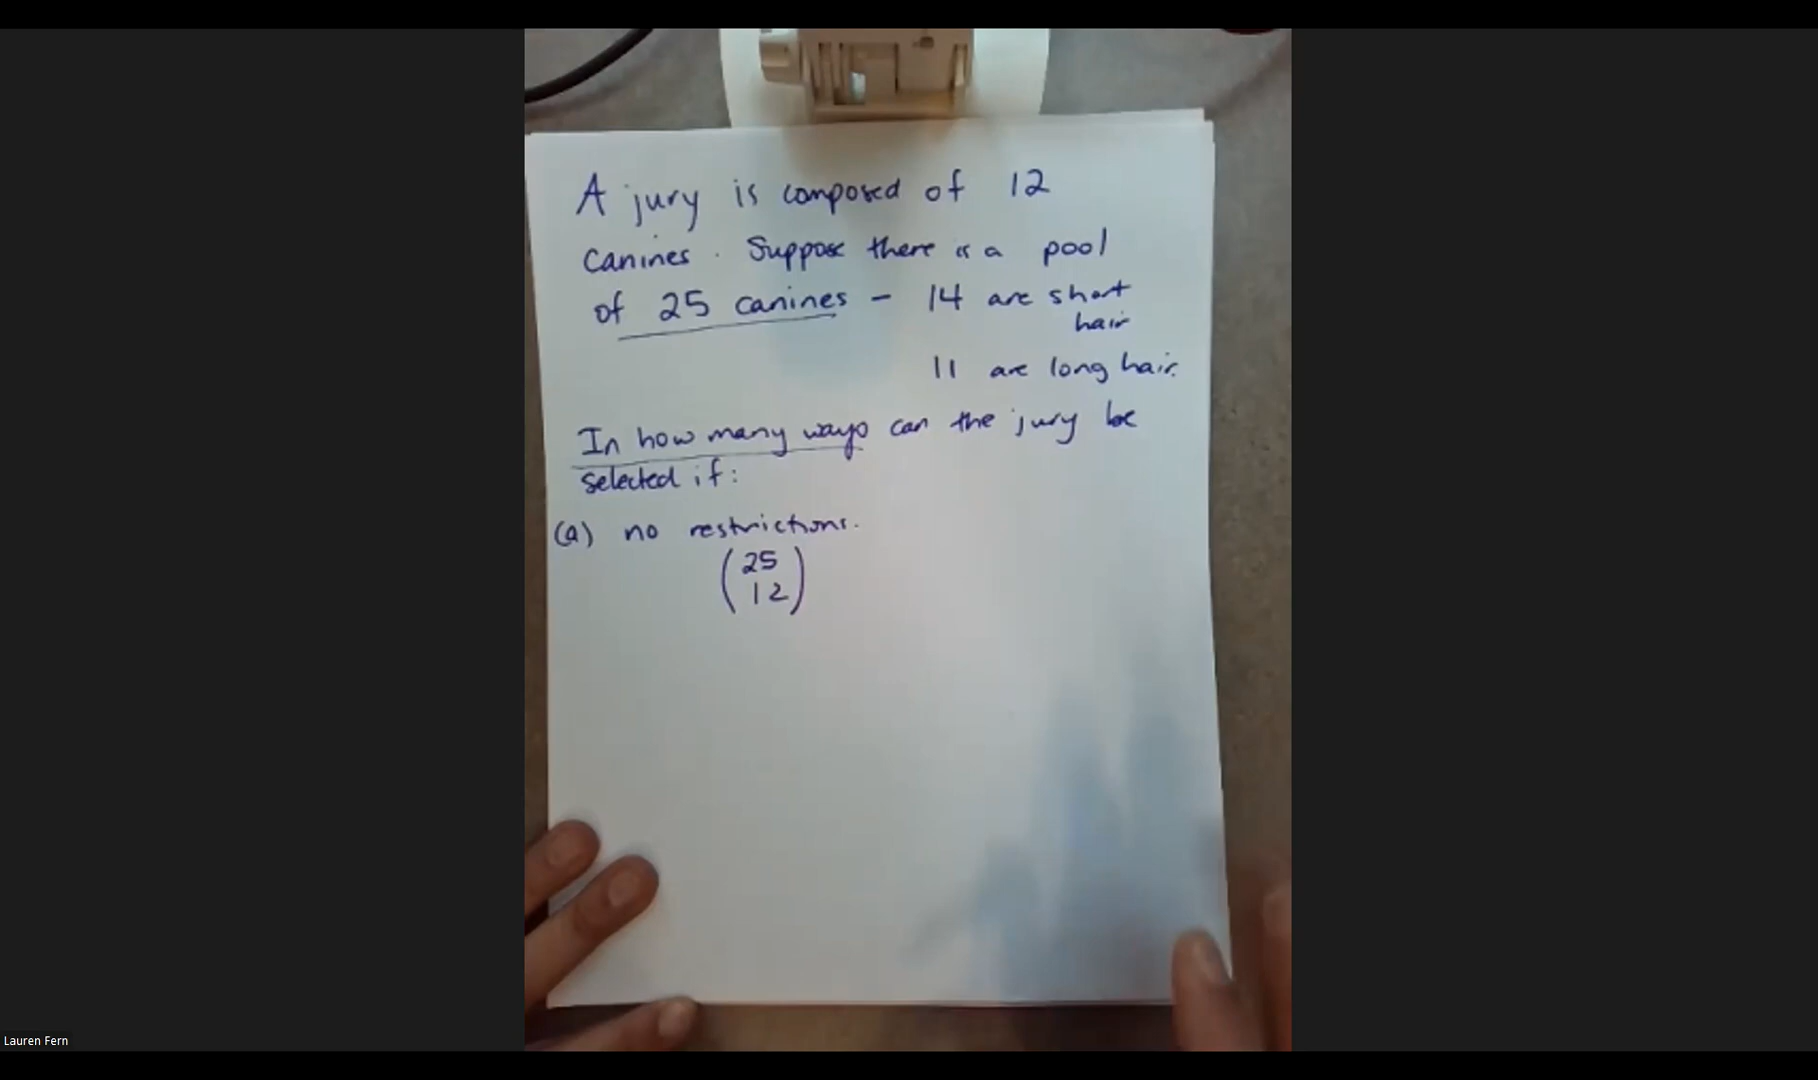 A jury is composed of 12
canines. Suppose there is a pool
of 25 canines - 14 are short
hair
11 are long hair.
In how many ways can the jury be
selected if:
(a) no restrictions.
(25
12)
Lauren Fern